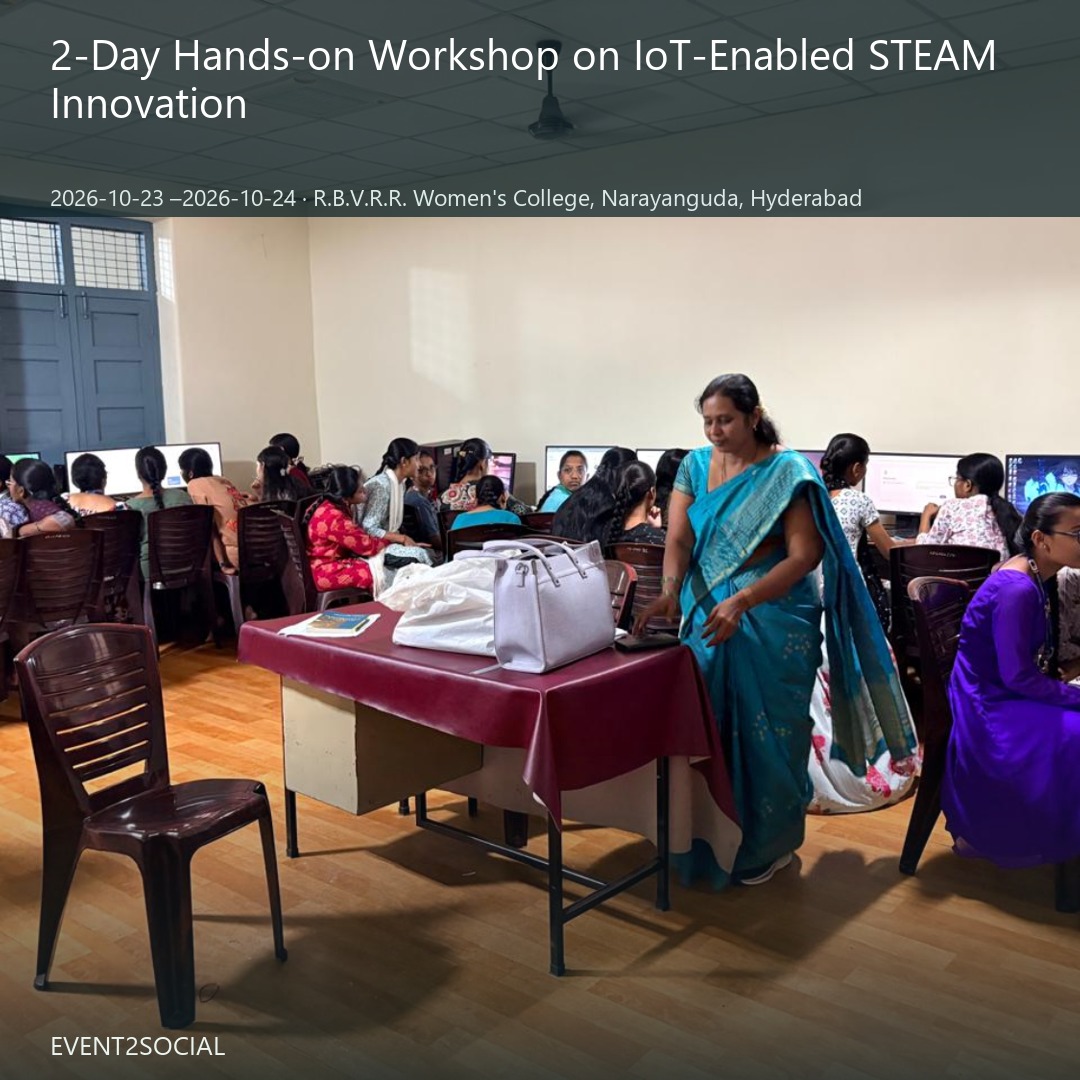 2-Day Hands-on Workshop on IoT-Enabled STEAM
Innovation
2026-10-23 –2026-10-24 · R.B.V.R.R. Women's College, Narayanguda, Hyderabad
EVENT2SOCIAL